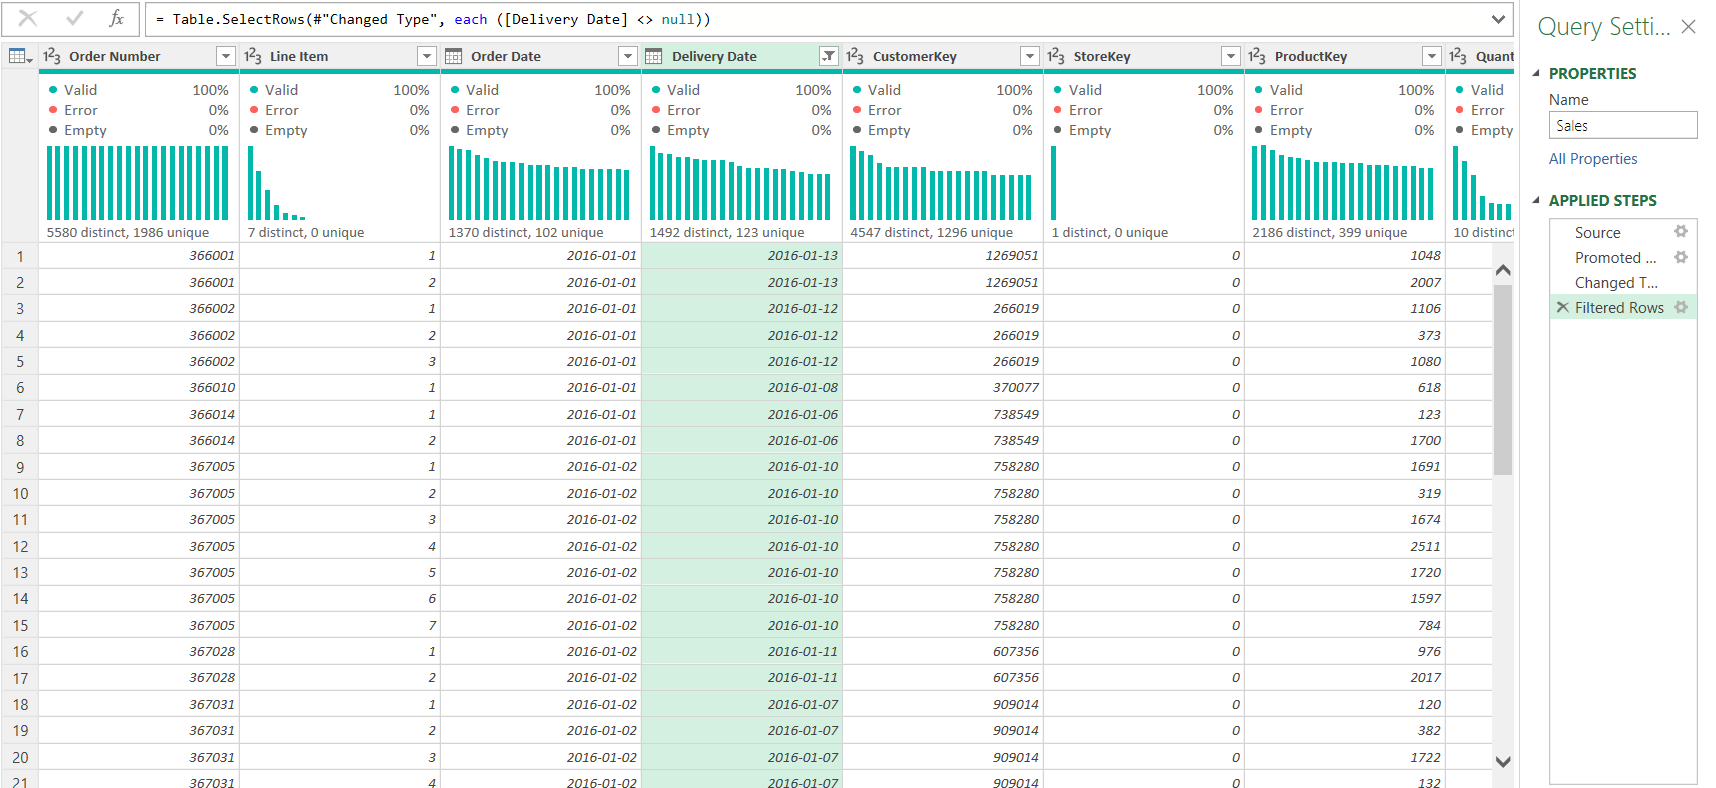 fx = Table.SelectRows(#"Changed Type", each ([Delivery Date] <> null))
Query Setti...
1²3 Order Number 1²3 Line Item Order Date Delivery Date 1²3 CustomerKey 1²3 StoreKey 1²3 ProductKey 1²3 Quant
Valid 100% Valid 100% Valid 100% Valid 100% Valid 100% Valid 100% Valid 100% Valid
Error 0% Error 0% Error 0% Error 0% Error 0% Error 0% Error 0% Error
Empty 0% Empty 0% Empty 0% Empty 0% Empty 0% Empty 0% Empty 0% Empty
5580 distinct, 1986 unique 7 distinct, 0 unique 1370 distinct, 102 unique 1492 distinct, 123 unique 4547 distinct, 1296 unique 1 distinct, 0 unique 2186 distinct, 399 unique 10 distinct
1 366001 1 2016-01-01 2016-01-13 1269051 0 1048
2 366001 2 2016-01-01 2016-01-13 1269051 0 2007
3 366002 1 2016-01-01 2016-01-12 266019 0 1106
4 366002 2 2016-01-01 2016-01-12 266019 0 373
5 366002 3 2016-01-01 2016-01-12 266019 0 1080
6 366010 1 2016-01-01 2016-01-08 370077 0 618
7 366014 1 2016-01-01 2016-01-06 738549 0 123
8 366014 2 2016-01-01 2016-01-06 738549 0 1700
9 367005 1 2016-01-02 2016-01-10 758280 0 1691
10 367005 2 2016-01-02 2016-01-10 758280 0 319
11 367005 3 2016-01-02 2016-01-10 758280 0 1674
12 367005 4 2016-01-02 2016-01-10 758280 0 2511
13 367005 5 2016-01-02 2016-01-10 758280 0 1720
14 367005 6 2016-01-02 2016-01-10 758280 0 1597
15 367005 7 2016-01-02 2016-01-10 758280 0 784
16 367028 1 2016-01-02 2016-01-11 607356 0 976
17 367028 2 2016-01-02 2016-01-11 607356 0 2017
18 367031 1 2016-01-02 2016-01-07 909014 0 120
19 367031 2 2016-01-02 2016-01-07 909014 0 382
20 367031 3 2016-01-02 2016-01-07 909014 0 1722
21 367031 4 2016-01-02 2016-01-07 909014 0 132
PROPERTIES
Name
Sales
All Properties
APPLIED STEPS
Source
Promoted ...
Changed T...
Filtered Rows